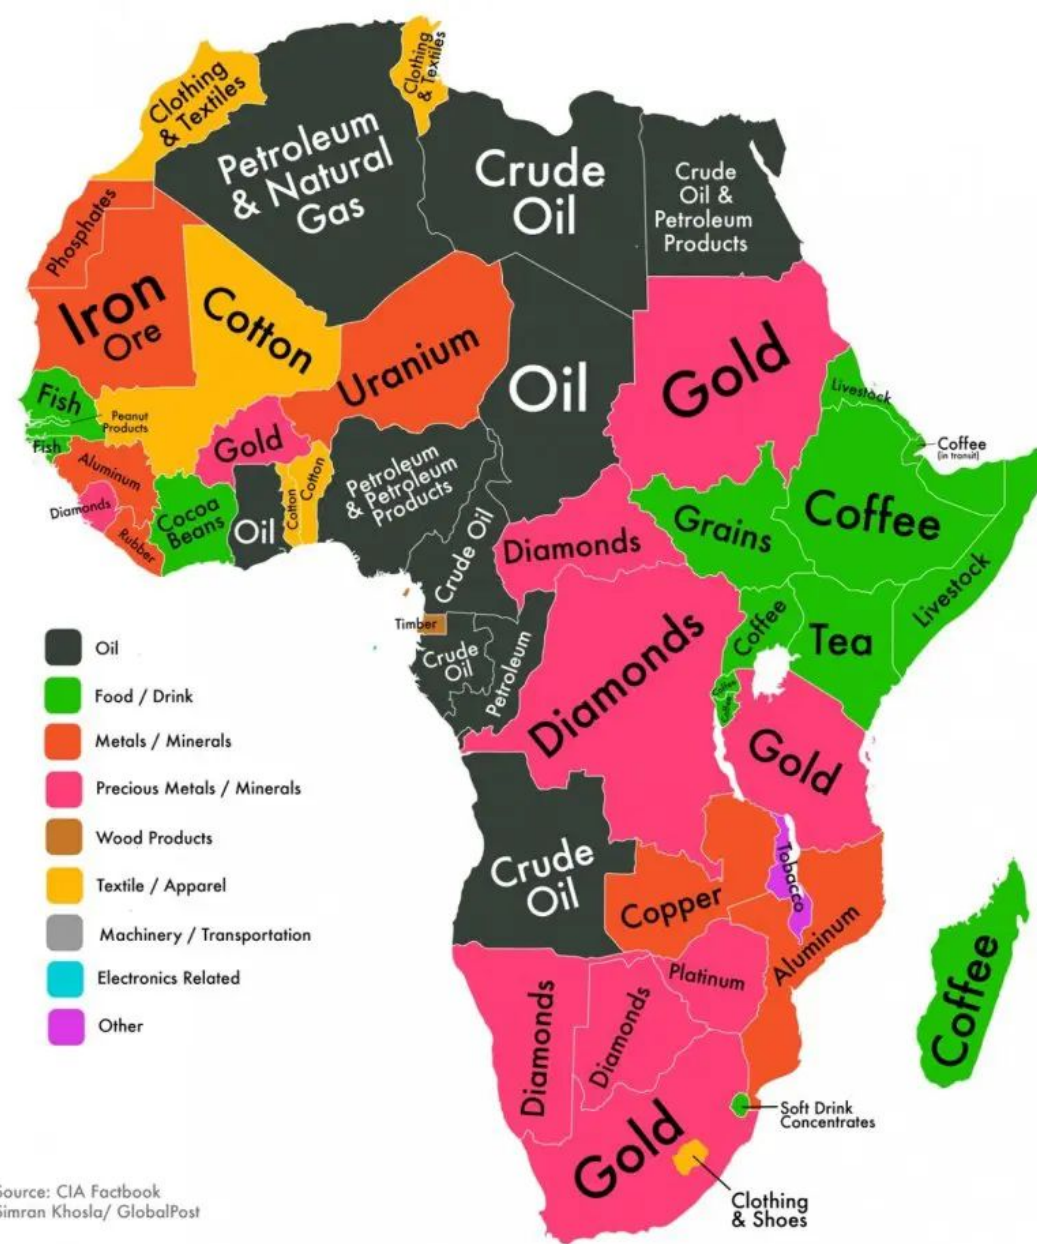 Clothing
& Textiles
Clothing
& Textiles
Petroleum
& Natural
Gas
Crude
Oil
Crude
Oil &
Petroleum
Products
Phosphates
Iron
Ore
Cotton
Uranium
Oil
Gold
Fish
Peanut
Products
Fish
Gold
Livestock
Coffee
(in transit)
Aluminum
Diamonds
Rubber
Cocoa
Beans
Oil
Cotton
Cotton
Petroleum
& Petroleum
Products
Crude Oil
Diamonds
Grains
Coffee
Livestock
Timber
Crude
Oil
Petroleum
Diamonds
Coffee
Tea
Coffee
Coffee
Gold
Oil
Food / Drink
Metals / Minerals
Precious Metals / Minerals
Wood Products
Textile / Apparel
Machinery / Transportation
Electronics Related
Other
Crude
Oil
Copper
Tobacco
Aluminum
Platinum
Diamonds
Diamonds
Coffee
Gold
Soft Drink
Concentrates
Clothing
& Shoes
Source: CIA Factbook
Simran Khosla/ GlobalPost